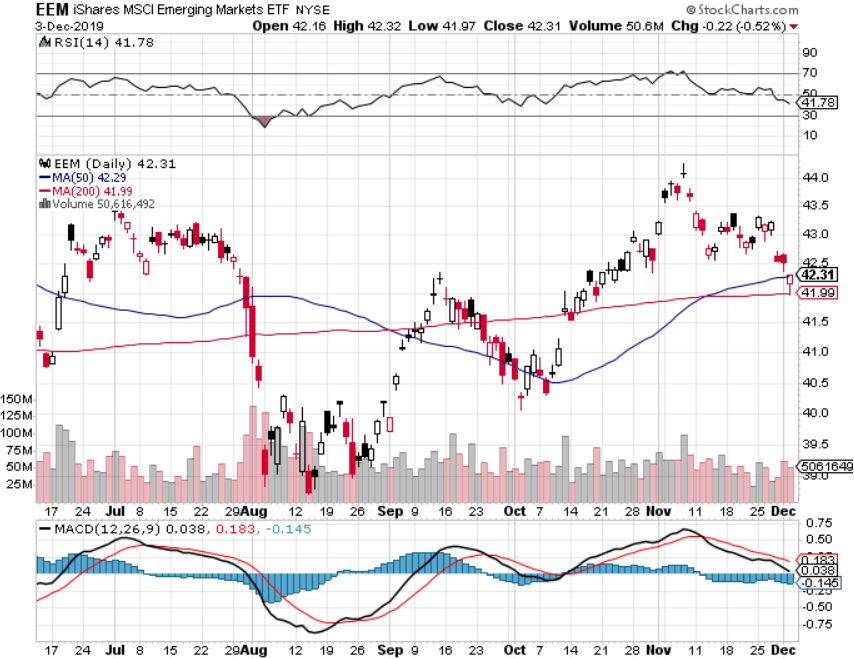 EEM iShares MSCI Emerging Markets ETF NYSE
© StockCharts.com
3-Dec-2019
Open 42.16 High 42.32 Low 41.97 Close 42.31 Volume 50.6M Chg -0.22 (-0.52%)
RSI(14) 41.78
90
70
50
41.78
30
10
EEM (Daily) 42.31
MA(50) 42.29
MA(200) 41.99
Volume 50,616,492
44.0
43.5
43.0
42.5
42.31
41.99
41.5
41.0
40.5
40.0
39.5
39.0
150M
125M
100M
75M
50M
25M
5061649
17 24 Jul 8 15 22 29 Aug 12 19 26 Sep 9 16 23 Oct 7 14 21 28 Nov 11 18 25 Dec
MACD(12,26,9) 0.038, 0.183, -0.145
0.75
0.50
0.183
0.038
-0.145
-0.25
-0.50
-0.75
17 24 Jul 8 15 22 29 Aug 12 19 26 Sep 9 16 23 Oct 7 14 21 28 Nov 11 18 25 Dec